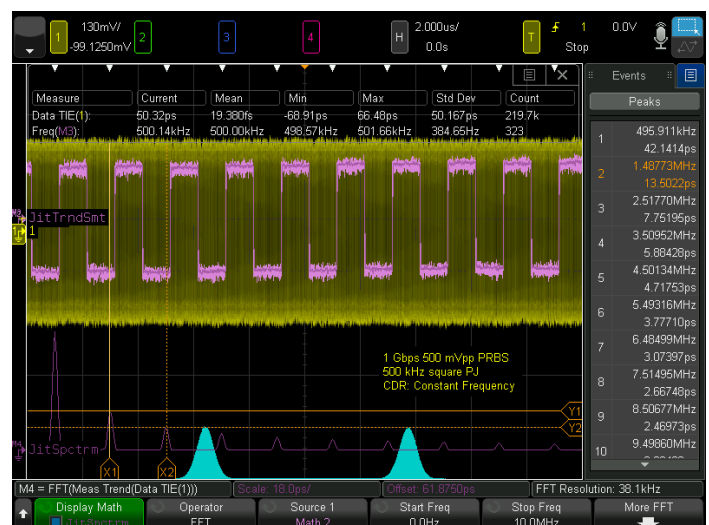 1
130mV/
-99.1250mV
2
3
4
H
2.000us/
0.0s
T
1
Stop
0.0V
Measure Current Mean Min Max Std Dev Count
Data TIE(1): 50.32ps 19.380fs -68.91ps 66.48ps 50.167ps 219.7k
Freq(M3): 500.14kHz 500.00kHz 498.57kHz 501.66kHz 384.65Hz 323
M3
JitTrndSmt
1
1 Gbps 500 mVpp PRBS
500 kHz square PJ
CDR: Constant Frequency
Y1
Y2
M4
JitSpctrm
X1
X2
Events
Peaks
1
495.911kHz
42.1414ps
2
1.48773MHz
13.5022ps
3
2.51770MHz
7.75195ps
4
3.50952MHz
5.88428ps
5
4.50134MHz
4.71753ps
6
5.49316MHz
3.77710ps
7
6.48499MHz
3.07397ps
8
7.51495MHz
2.66748ps
9
8.50677MHz
2.46973ps
10
9.49860MHz
M4 = FFT(Meas Trend(Data TIE(1))) Scale: 18.0ps/ Offset: 61.8750ps FFT Resolution: 38.1kHz
Display Math
JitSpctrm
Operator
FFT
Source 1
Math 2
Start Freq
0.0Hz
Stop Freq
10.0MHz
More FFT